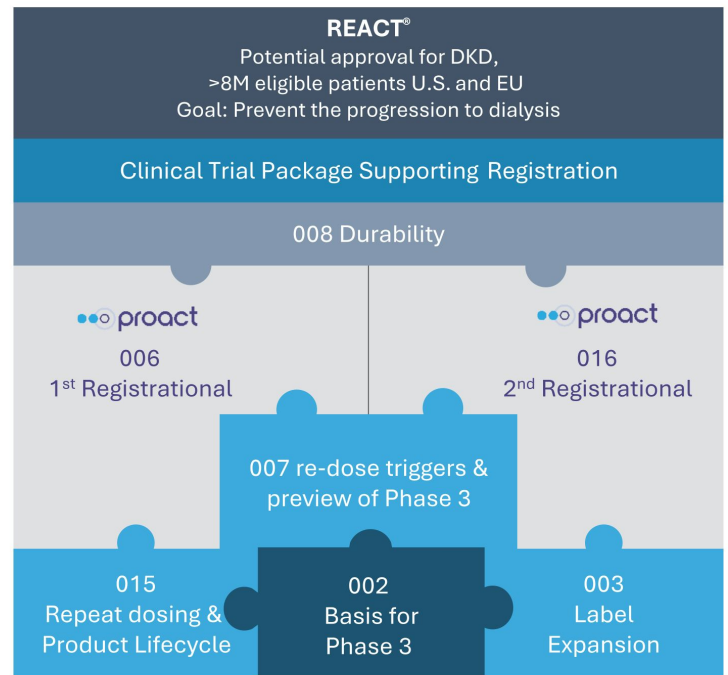 REACT®
Potential approval for DKD,
>8M eligible patients U.S. and EU
Goal: Prevent the progression to dialysis
Clinical Trial Package Supporting Registration
008 Durability
proact
006
1st Registrational
proact
016
2nd Registrational
007 re-dose triggers &
preview of Phase 3
015
Repeat dosing &
Product Lifecycle
002
Basis for
Phase 3
003
Label
Expansion